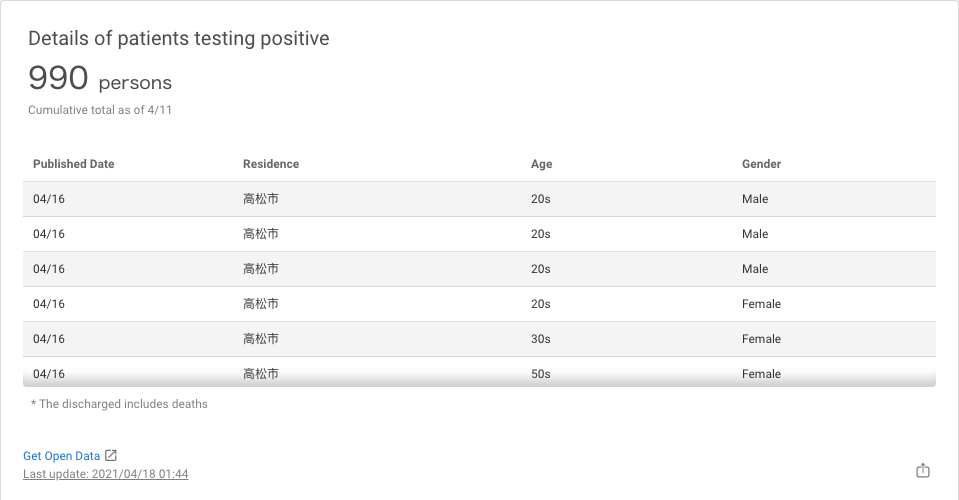 Details of patients testing positive
990 persons
Cumulative total as of 4/11
Published Date Residence Age Gender
04/16 高松市 20s Male
04/16 高松市 20s Male
04/16 高松市 20s Male
04/16 高松市 20s Female
04/16 高松市 30s Female
04/16 高松市 50s Female
* The discharged includes deaths
Get Open Data
Last update: 2021/04/18 01:44